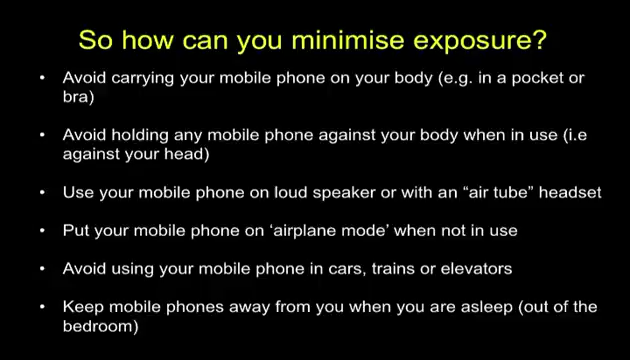 So how can you minimise exposure?
• Avoid carrying your mobile phone on your body (e.g. in a pocket or
bra)
• Avoid holding any mobile phone against your body when in use (i.e
against your head)
• Use your mobile phone on loud speaker or with an “air tube” headset
• Put your mobile phone on ‘airplane mode’ when not in use
• Avoid using your mobile phone in cars, trains or elevators
• Keep mobile phones away from you when you are asleep (out of the
bedroom)